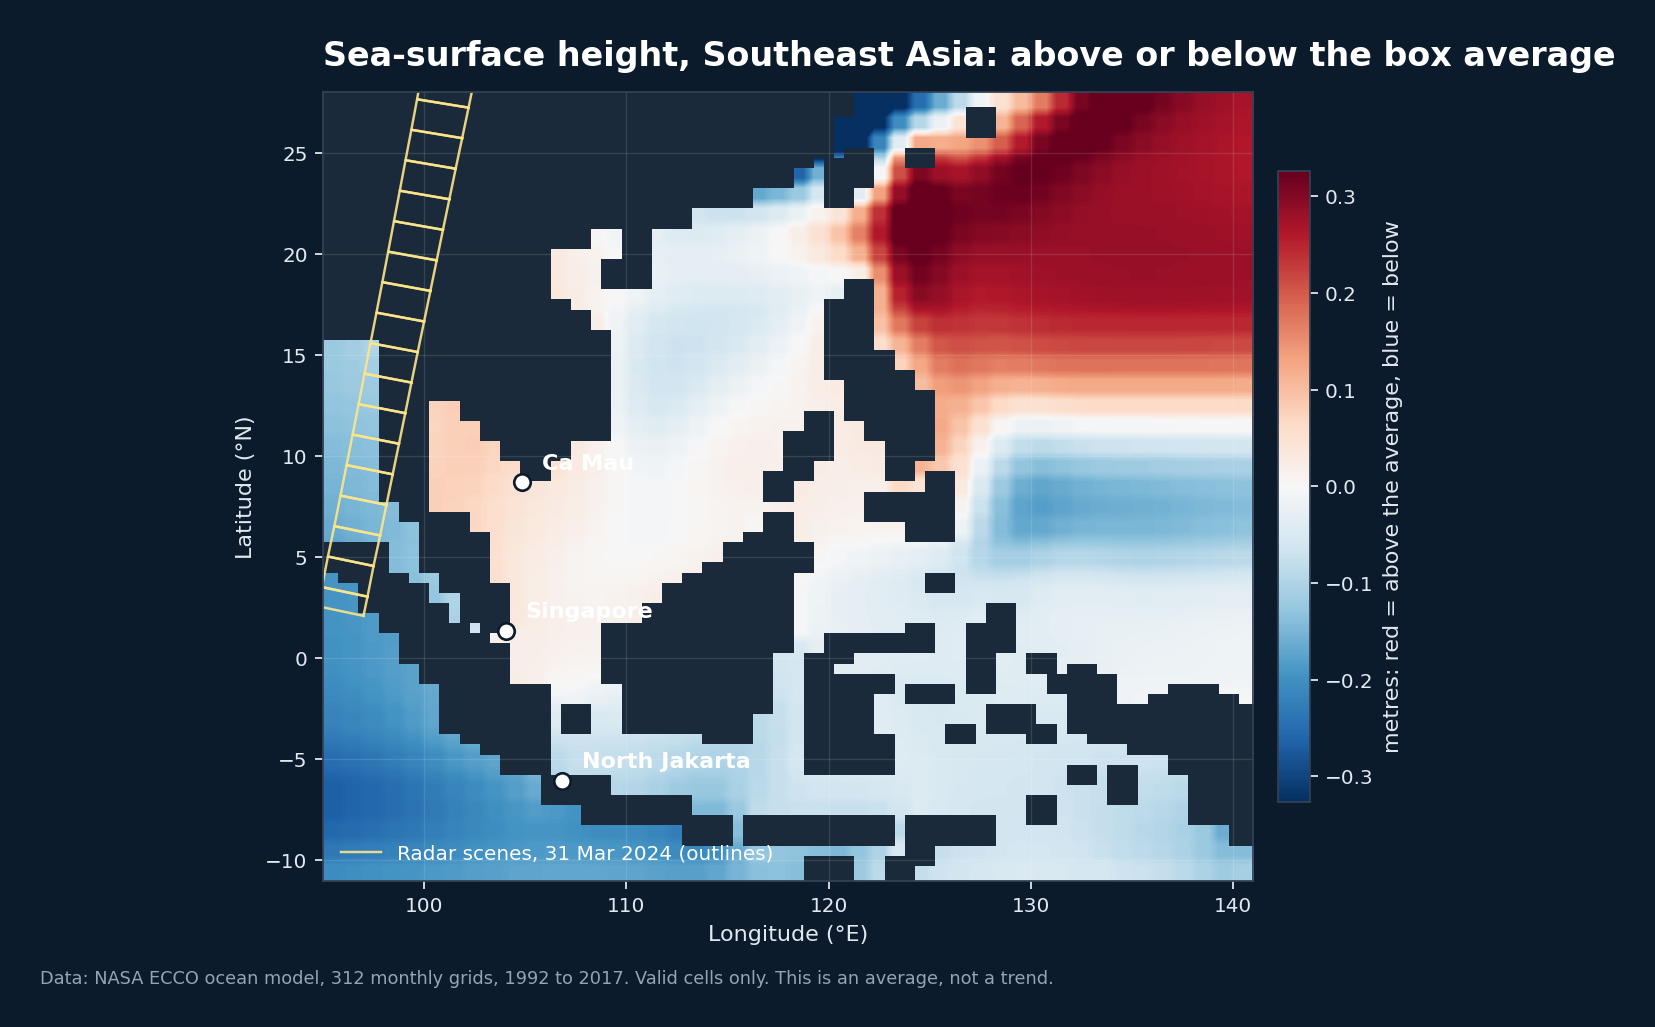 Sea-surface height, Southeast Asia: above or below the box average
25
20
15
10
5
0
−5
−10
Latitude (°N)
Ca Mau
Singapore
North Jakarta
Radar scenes, 31 Mar 2024 (outlines)
100
110
120
130
140
Longitude (°E)
0.3
0.2
0.1
0.0
−0.1
−0.2
−0.3
metres: red = above the average, blue = below
Data: NASA ECCO ocean model, 312 monthly grids, 1992 to 2017. Valid cells only. This is an average, not a trend.